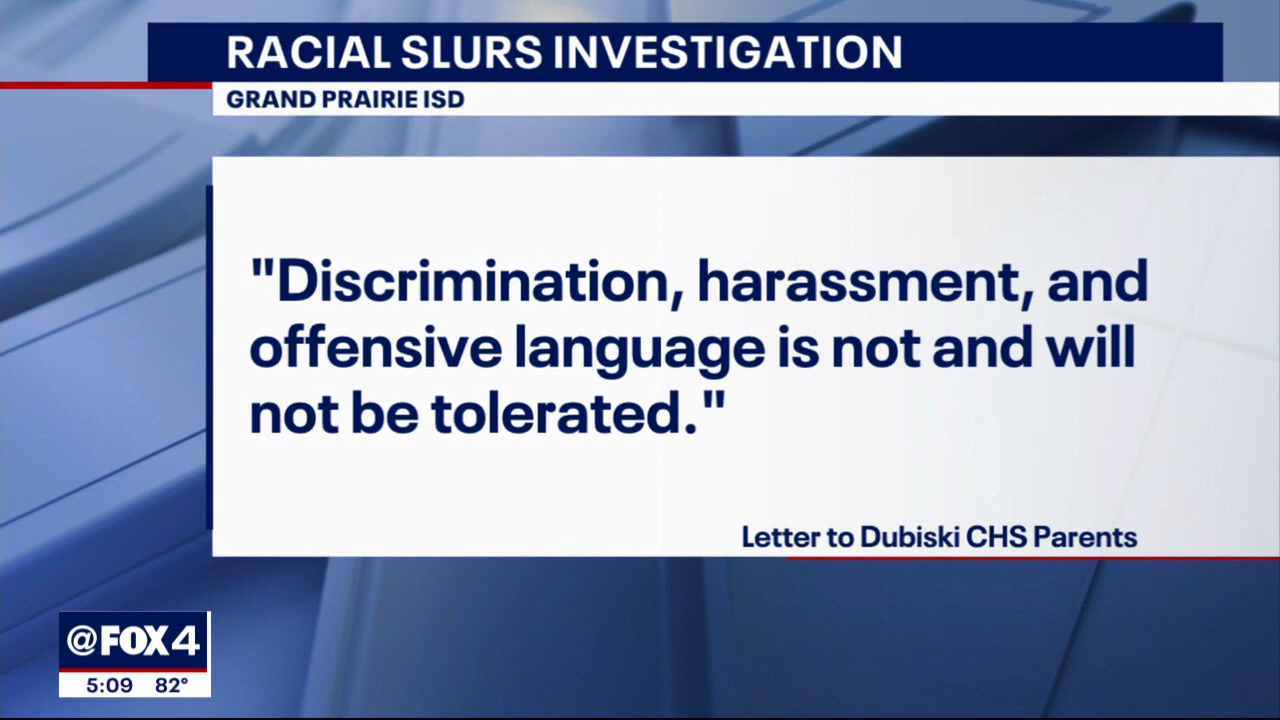 RACIAL SLURS INVESTIGATION
GRAND PRAIRIE ISD
"Discrimination, harassment, and
offensive language is not and will
not be tolerated."
Letter to Dubiski CHS Parents
@FOX4
5:09 82°